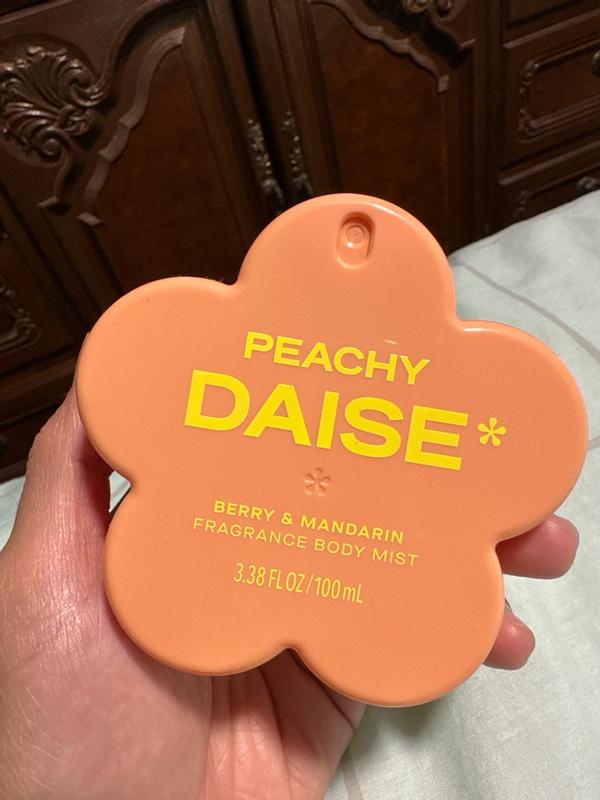 PEACHY
DAISE*
BERRY & MANDARIN
FRAGRANCE BODY MIST
3.38 FL OZ/100 mL